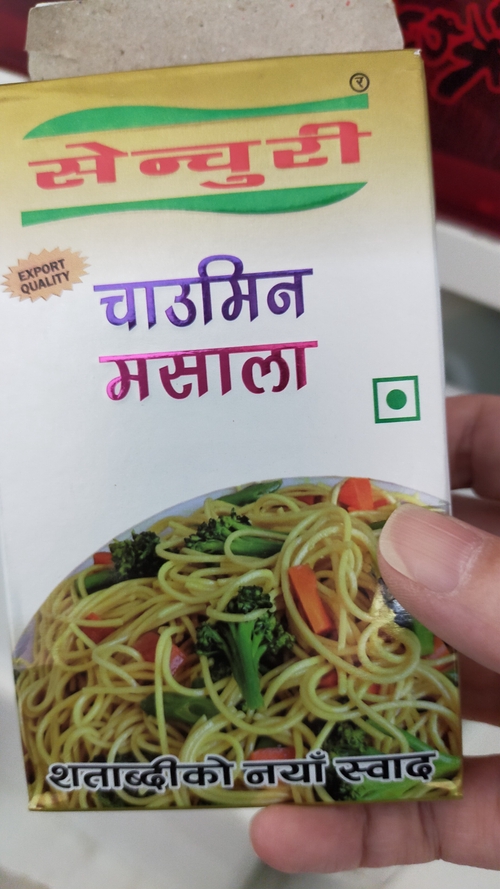 र
सेन्चुरी
EXPORT
QUALITY
चाउमिन
मसाला
शताब्दीको नयाँ स्वाद